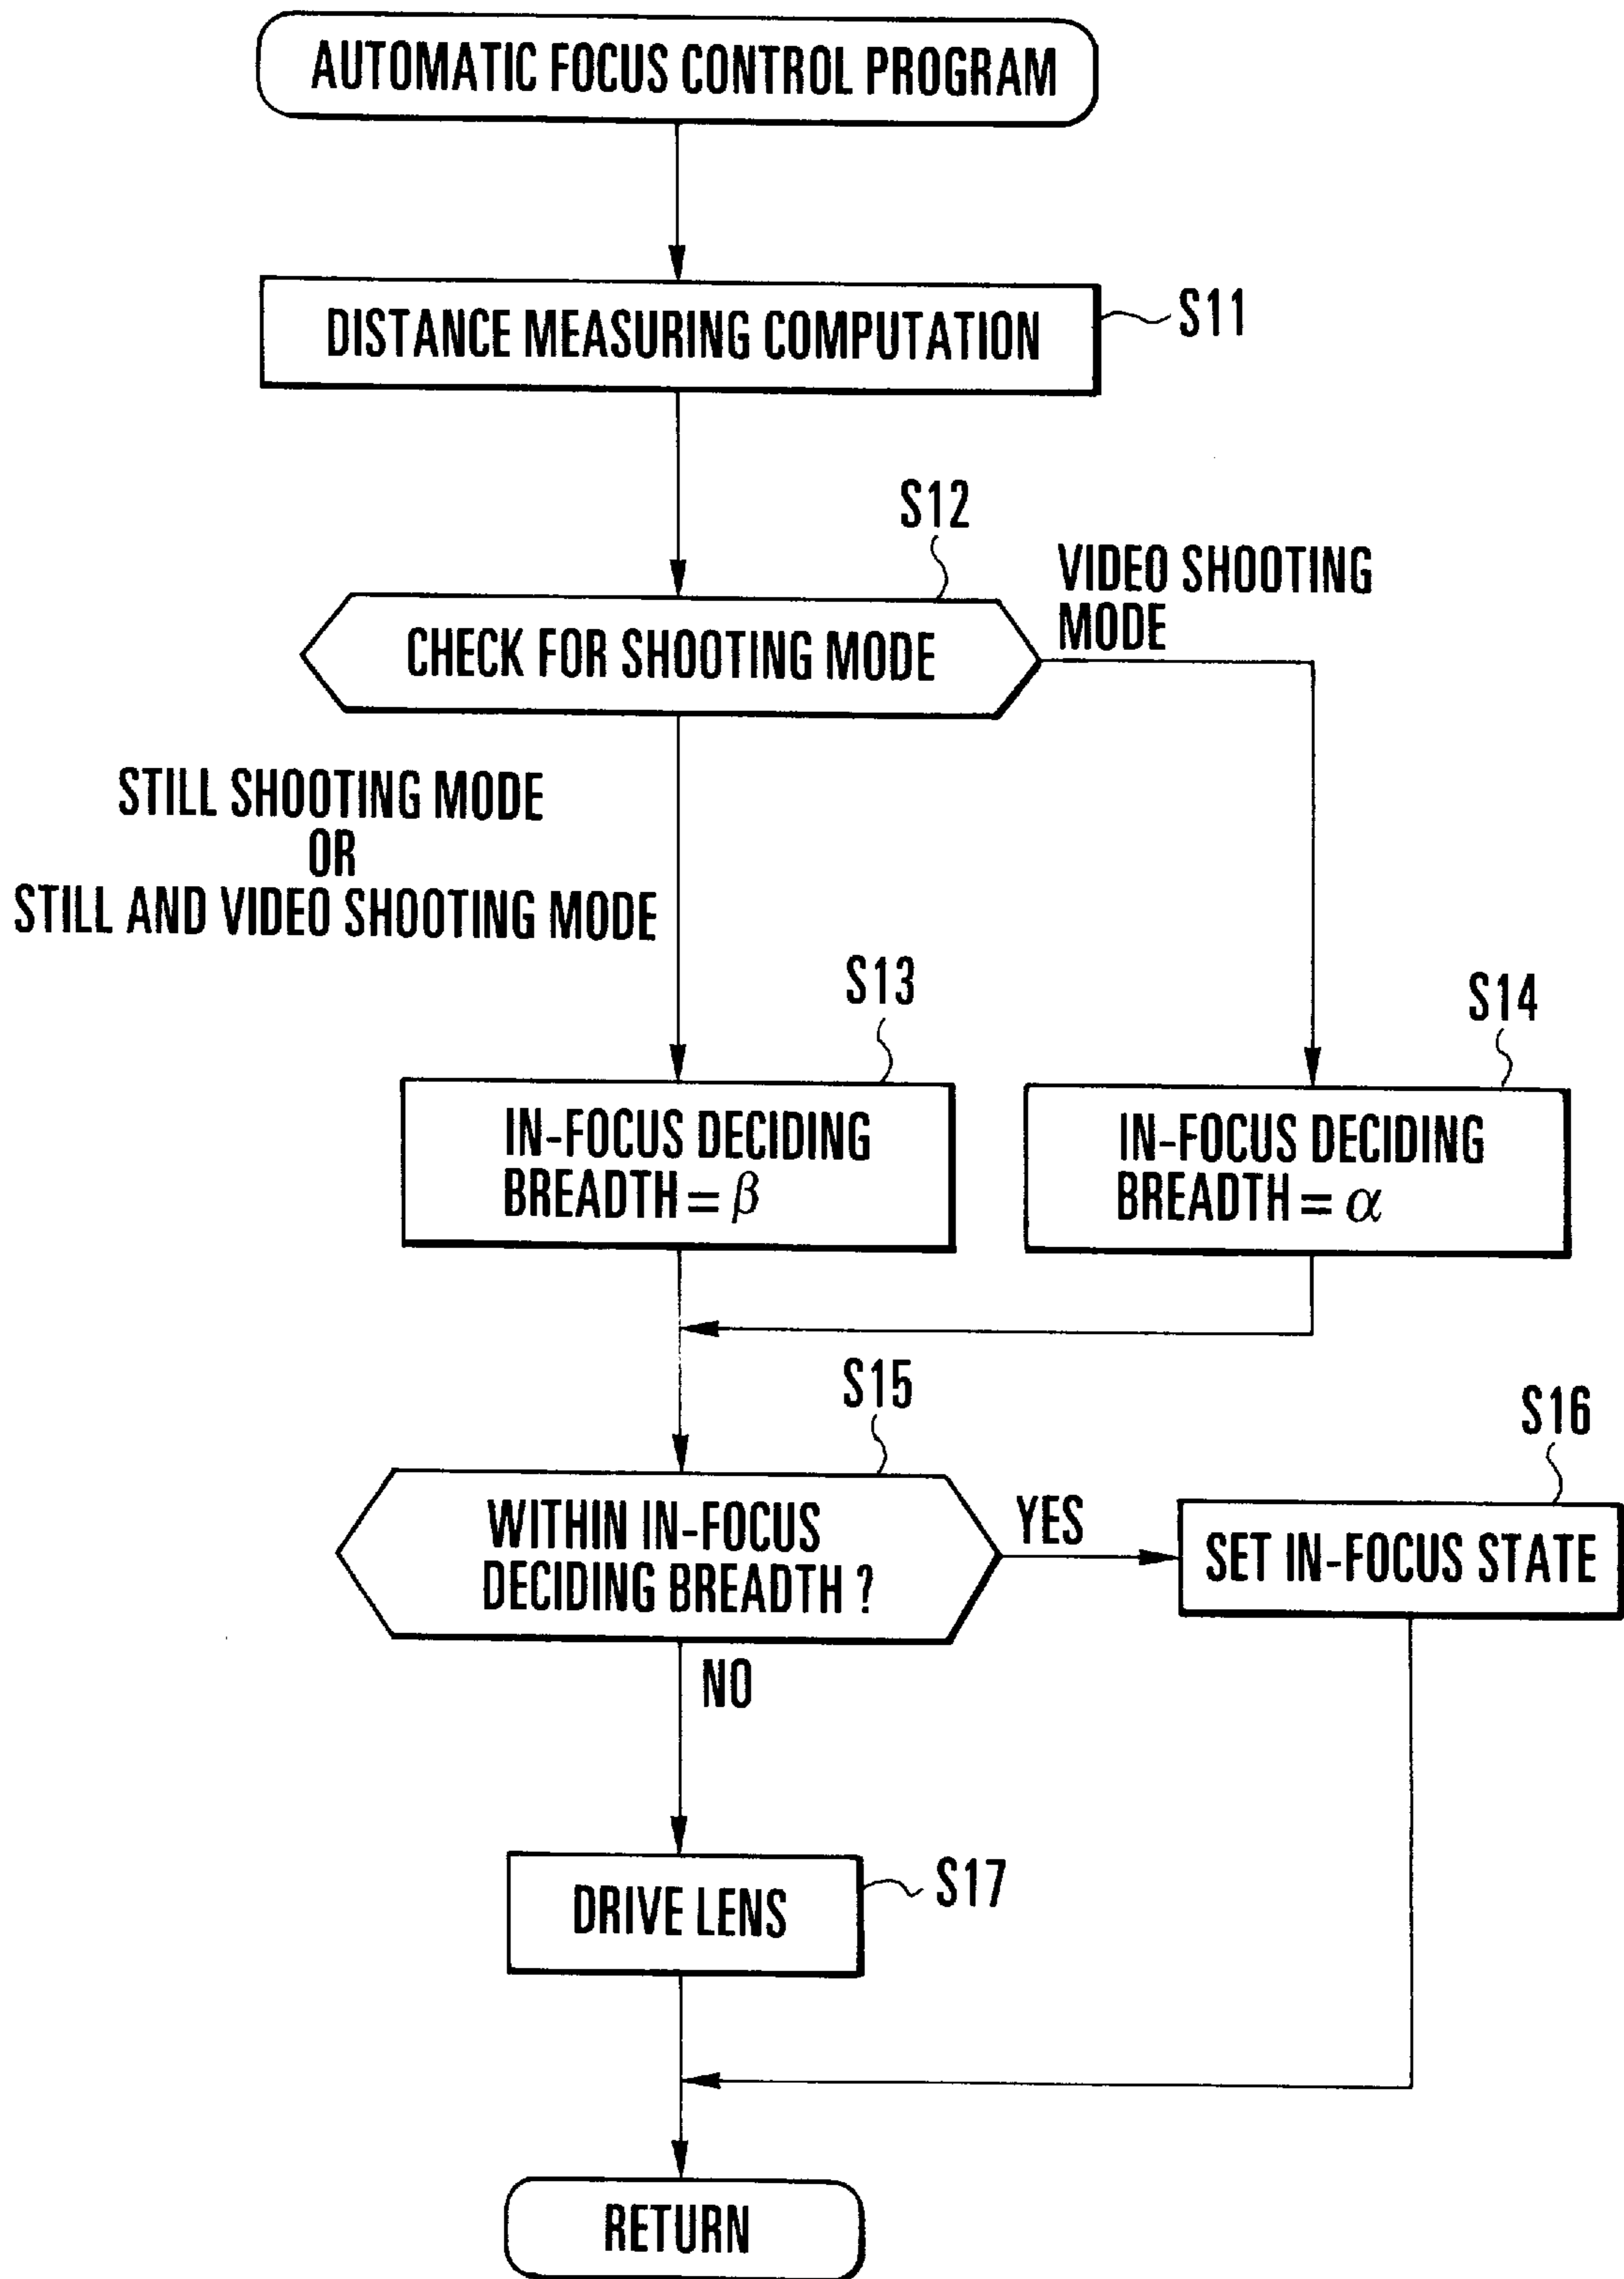 AUTOMATIC FOCUS CONTROL PROGRAM
DISTANCE MEASURING COMPUTATION
S11
S12
VIDEO SHOOTING
MODE
CHECK FOR SHOOTING MODE
STILL SHOOTING MODE
OR
STILL AND VIDEO SHOOTING MODE
S13
S14
IN-FOCUS DECIDING
BREADTH = β
IN-FOCUS DECIDING
BREADTH = α
S15
S16
WITHIN IN-FOCUS
DECIDING BREADTH ?
YES
SET IN-FOCUS STATE
NO
DRIVE LENS
S17
RETURN